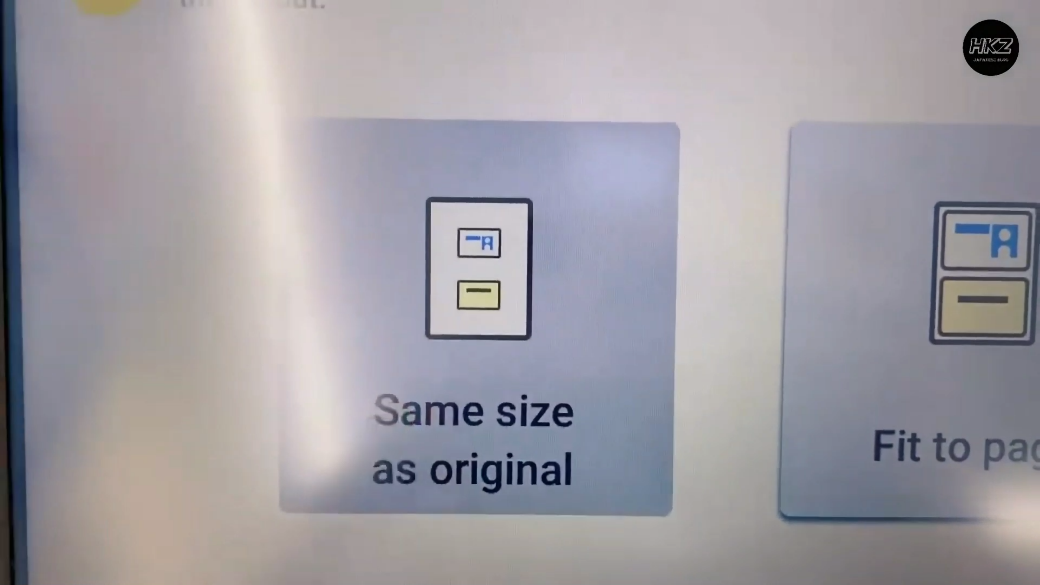 HKZ
Same size
as original
Fit to pag